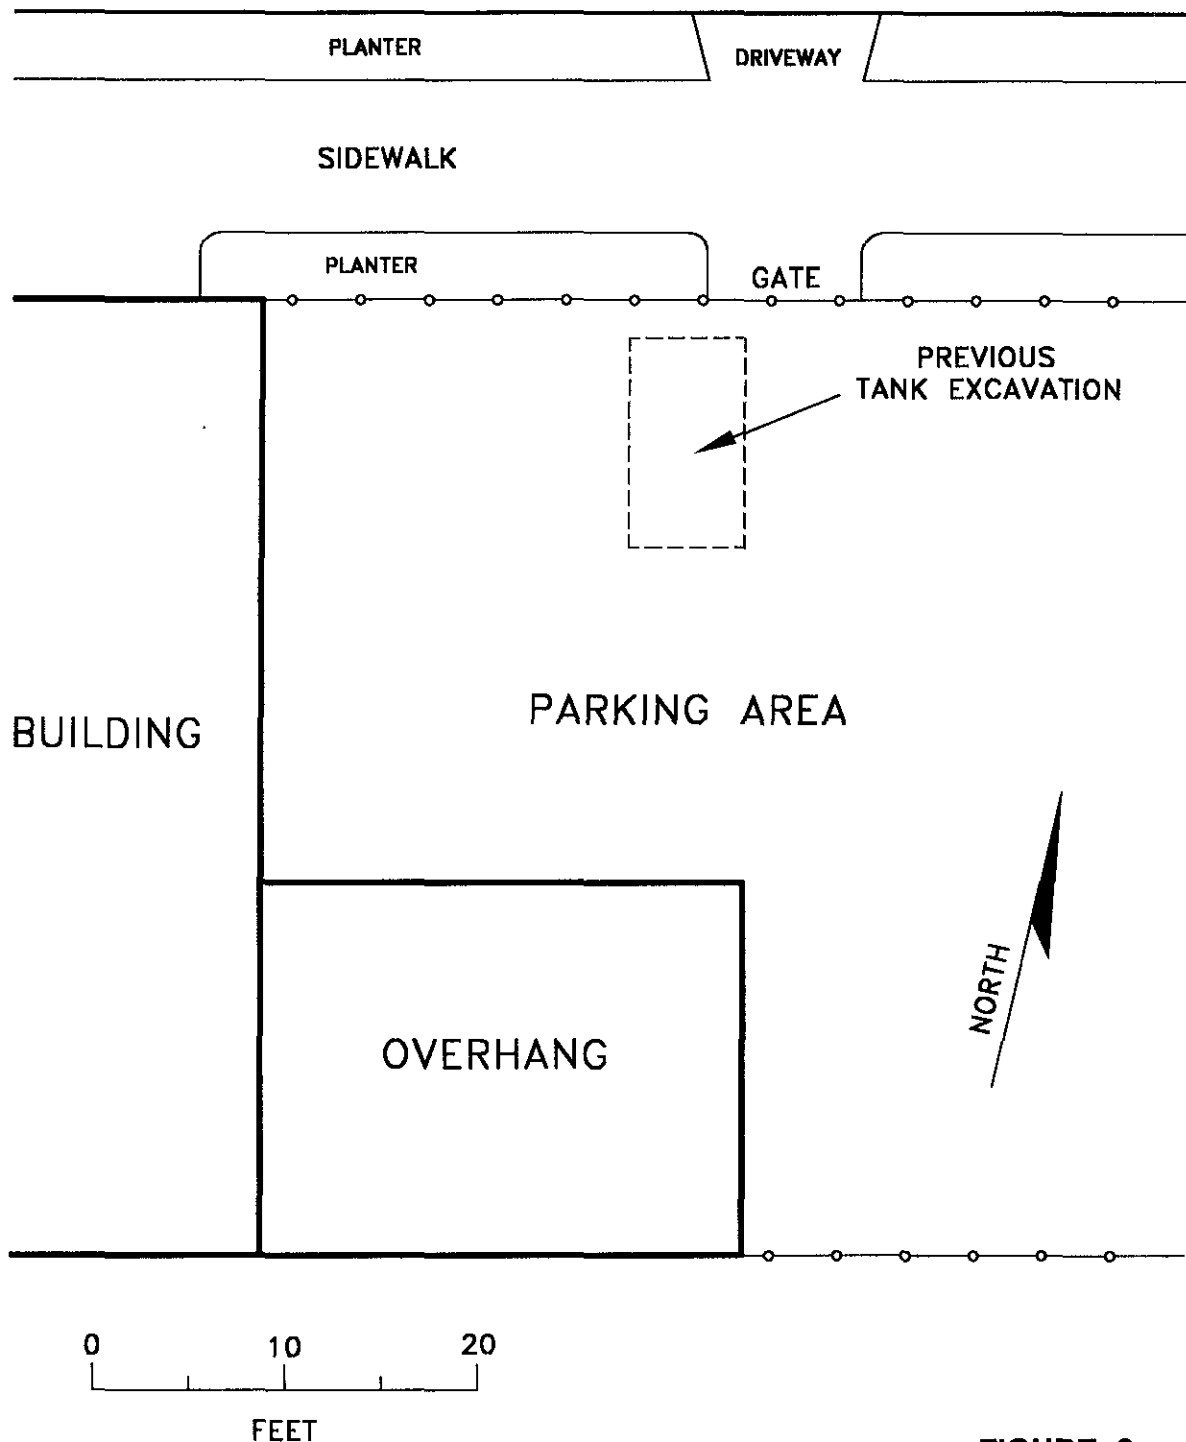 PLANTER
DRIVEWAY
SIDEWALK
PLANTER
GATE
PREVIOUS
TANK EXCAVATION
PARKING AREA
BUILDING
NORTH
OVERHANG
0 10 20
FEET